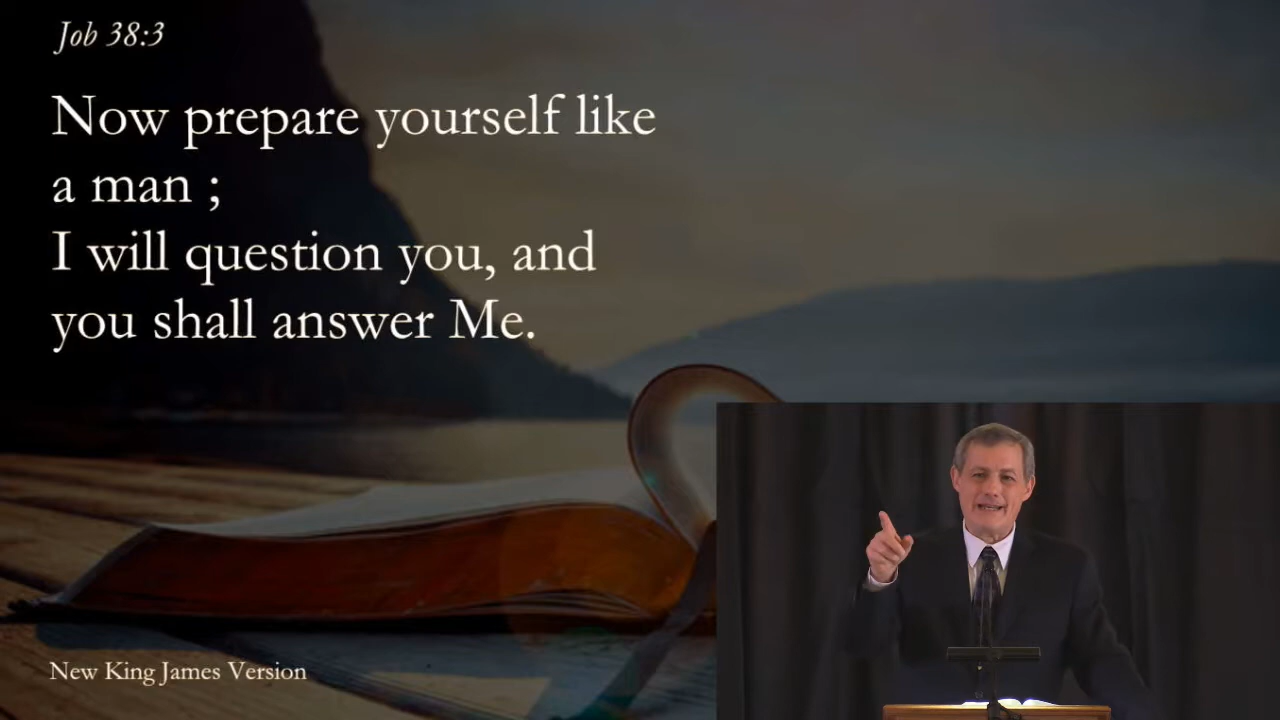 Job 38:3
Now prepare yourself like
a man ;
I will question you, and
you shall answer Me.
New King James Version